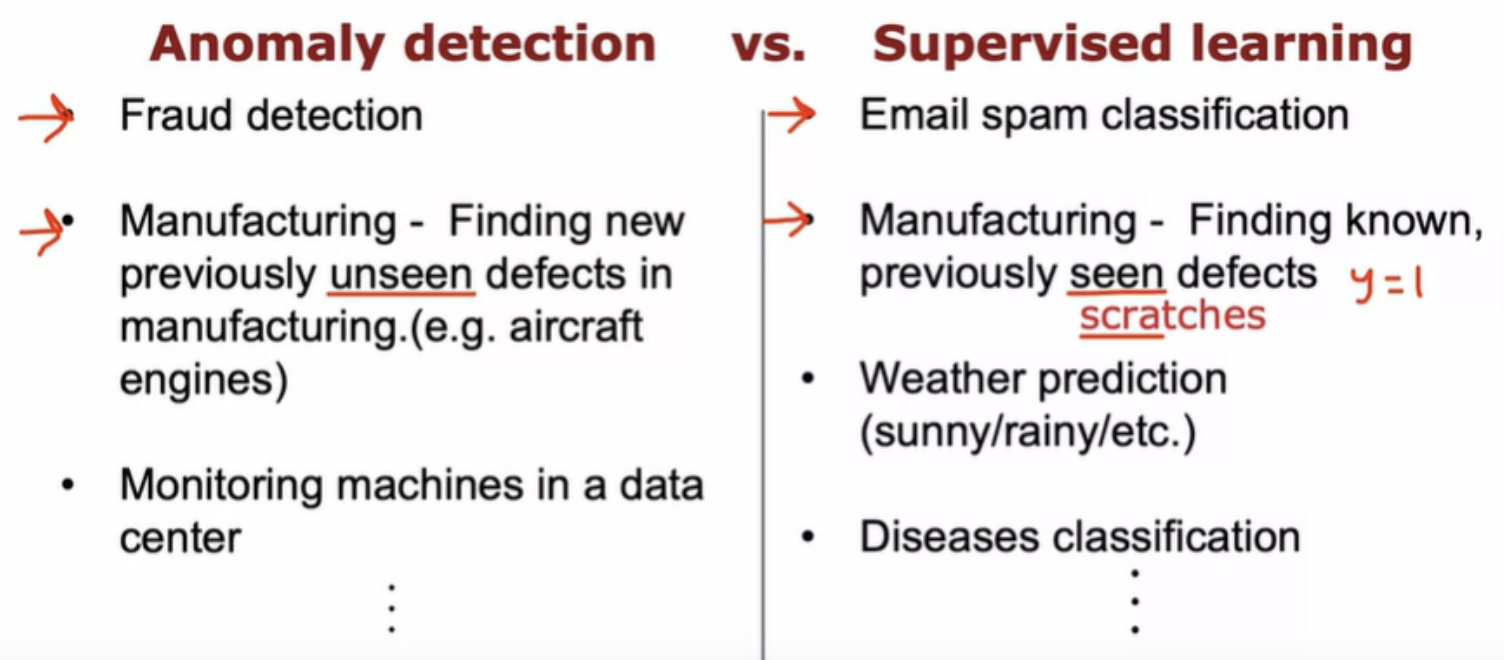 Anomaly detection vs. Supervised learning
Fraud detection
• Manufacturing - Finding new
previously unseen defects in
manufacturing.(e.g. aircraft
engines)
• Monitoring machines in a data
center
⋮
Email spam classification
Manufacturing - Finding known,
previously seen defects y=1
scratches
• Weather prediction
(sunny/rainy/etc.)
• Diseases classification
⋮